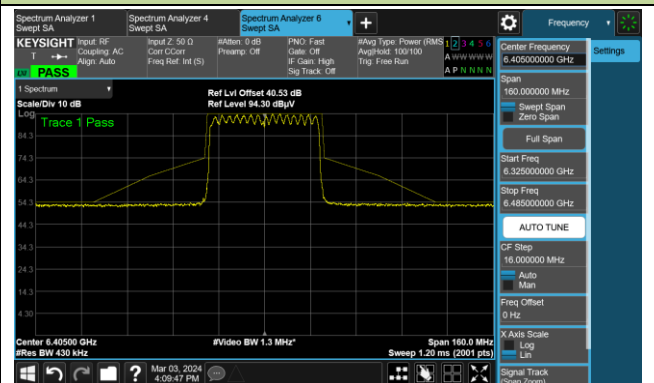 Spectrum Analyzer 1
Swept SA
Spectrum Analyzer 4
Swept SA
Spectrum Analyzer 6
Swept SA
Frequency
KEYSIGHT
T
PASS
Input: RF
Coupling: AC
Align: Auto
Input Z: 50 Ω
Corr CCorr
Freq Ref: Int (S)
#Atten: 0 dB
Preamp: Off
PNO: Fast
Gate: Off
IF Gain: High
Sig Track: Off
#Avg Type: Power (RMS
Avg|Hold: 100/100
Trig: Free Run
1 2 3 4 5 6
A W W W W W
A P N N N N
1 Spectrum
Scale/Div 10 dB
Ref Lvl Offset 40.53 dB
Ref Level 94.30 dBµV
Log
Trace 1 Pass
84.3
74.3
64.3
54.3
44.3
34.3
24.3
14.3
4.30
Center 6.40500 GHz
#Res BW 430 kHz
#Video BW 1.3 MHz*
Span 160.0 MHz
Sweep 1.20 ms (2001 pts)
Center Frequency
6.405000000 GHz
Settings
Span
160.000000 MHz
Swept Span
Zero Span
Full Span
Start Freq
6.325000000 GHz
Stop Freq
6.485000000 GHz
AUTO TUNE
CF Step
16.000000 MHz
Auto
Man
Freq Offset
0 Hz
X Axis Scale
Log
Lin
Signal Track
(Span Zoom)
Mar 03, 2024
4:09:47 PM